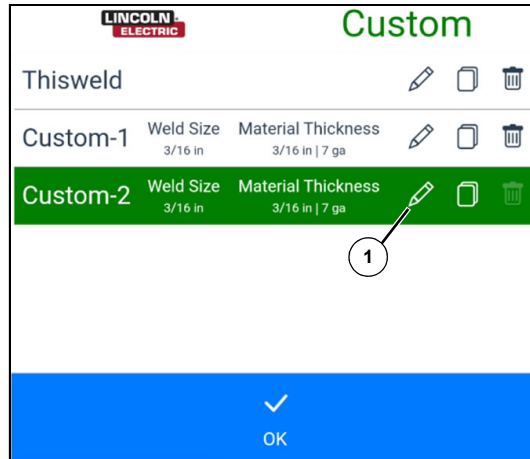 LINCOLN
ELECTRIC
Custom
Thisweld
Custom-1 Weld Size Material Thickness
3/16 in 3/16 in | 7 ga
Custom-2 Weld Size Material Thickness
3/16 in 3/16 in | 7 ga
1
OK